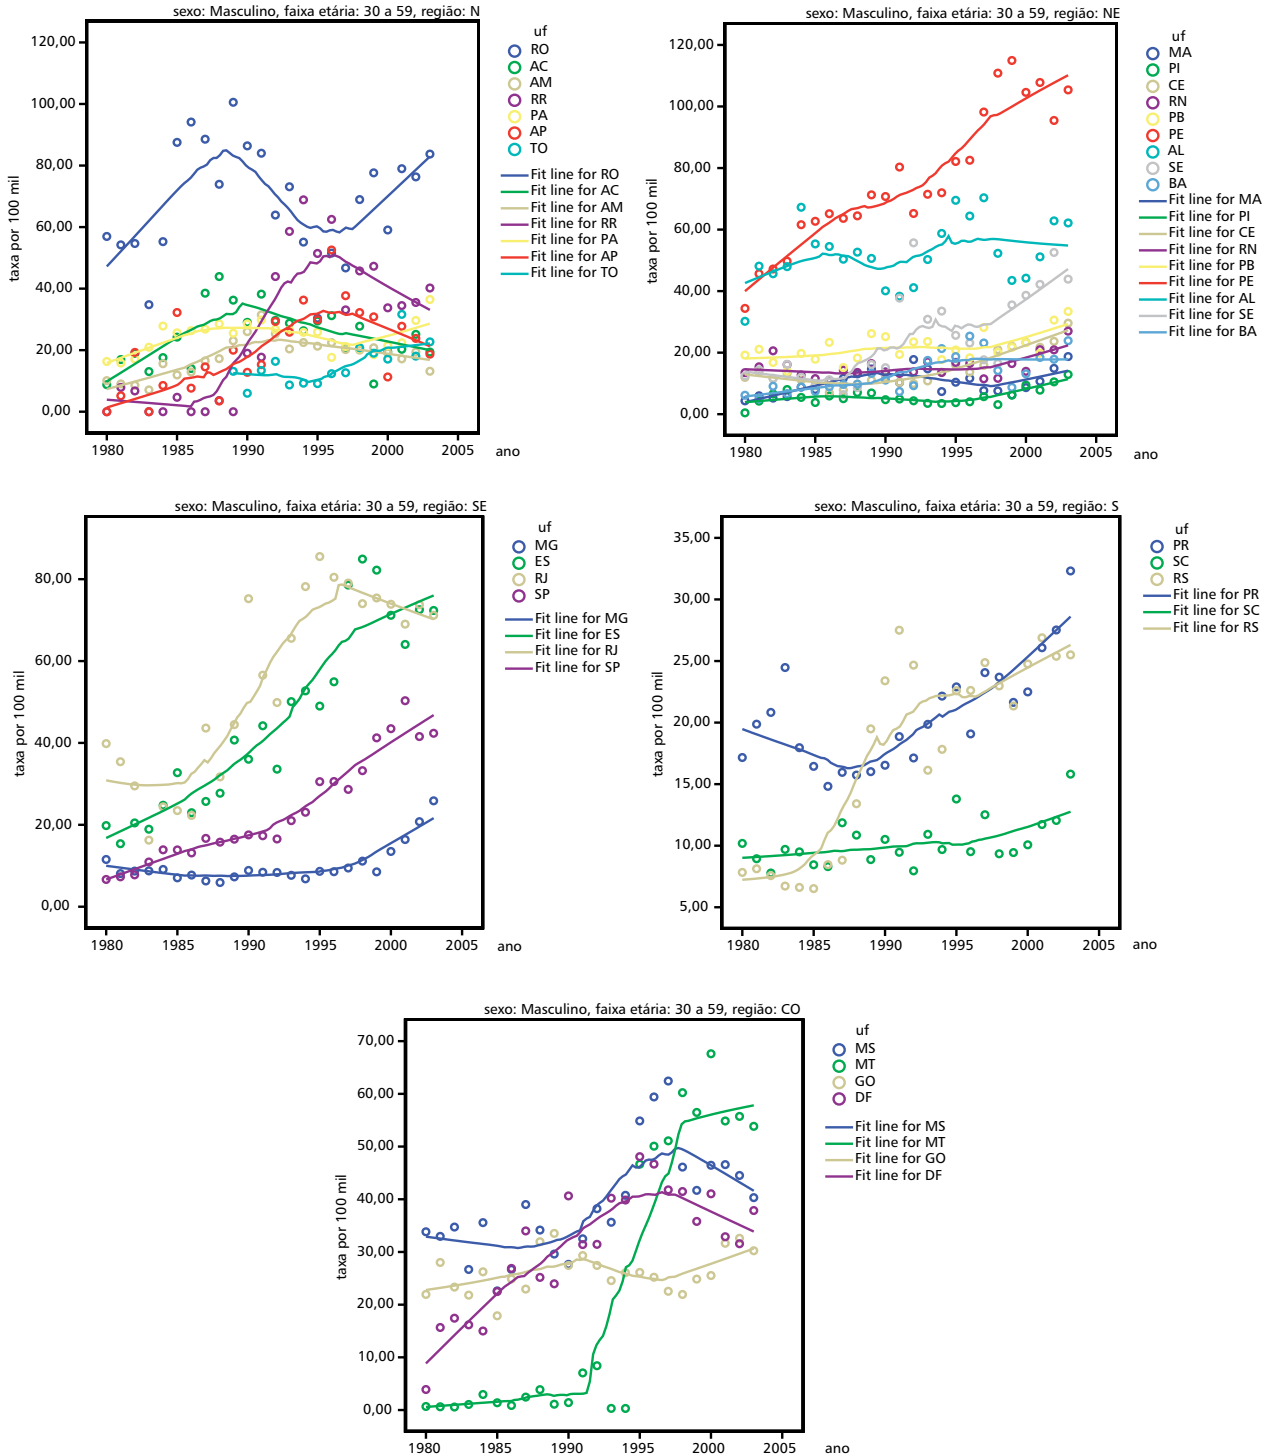 sexo: Masculino, faixa etária: 30 a 59, região: N
uf
RO
AC
AM
RR
PA
AP
TO
Fit line for RO
Fit line for AC
Fit line for AM
Fit line for RR
Fit line for PA
Fit line for AP
Fit line for TO
taxa por 100 mil
120,00
100,00
80,00
60,00
40,00
20,00
0,00
1980 1985 1990 1995 2000 2005 ano
sexo: Masculino, faixa etária: 30 a 59, região: NE
uf
MA
PI
CE
RN
PB
PE
AL
SE
BA
Fit line for MA
Fit line for PI
Fit line for CE
Fit line for RN
Fit line for PB
Fit line for PE
Fit line for AL
Fit line for SE
Fit line for BA
taxa por 100 mil
120,00
100,00
80,00
60,00
40,00
20,00
0,00
1980 1985 1990 1995 2000 2005 ano
sexo: Masculino, faixa etária: 30 a 59, região: SE
uf
MG
ES
RJ
SP
Fit line for MG
Fit line for ES
Fit line for RJ
Fit line for SP
taxa por 100 mil
80,00
60,00
40,00
20,00
0,00
1980 1985 1990 1995 2000 2005 ano
sexo: Masculino, faixa etária: 30 a 59, região: S
uf
PR
SC
RS
Fit line for PR
Fit line for SC
Fit line for RS
taxa por 100 mil
35,00
30,00
25,00
20,00
15,00
10,00
5,00
1980 1985 1990 1995 2000 2005 ano
sexo: Masculino, faixa etária: 30 a 59, região: CO
uf
MS
MT
GO
DF
Fit line for MS
Fit line for MT
Fit line for GO
Fit line for DF
taxa por 100 mil
70,00
60,00
50,00
40,00
30,00
20,00
10,00
0,00
1980 1985 1990 1995 2000 2005 ano